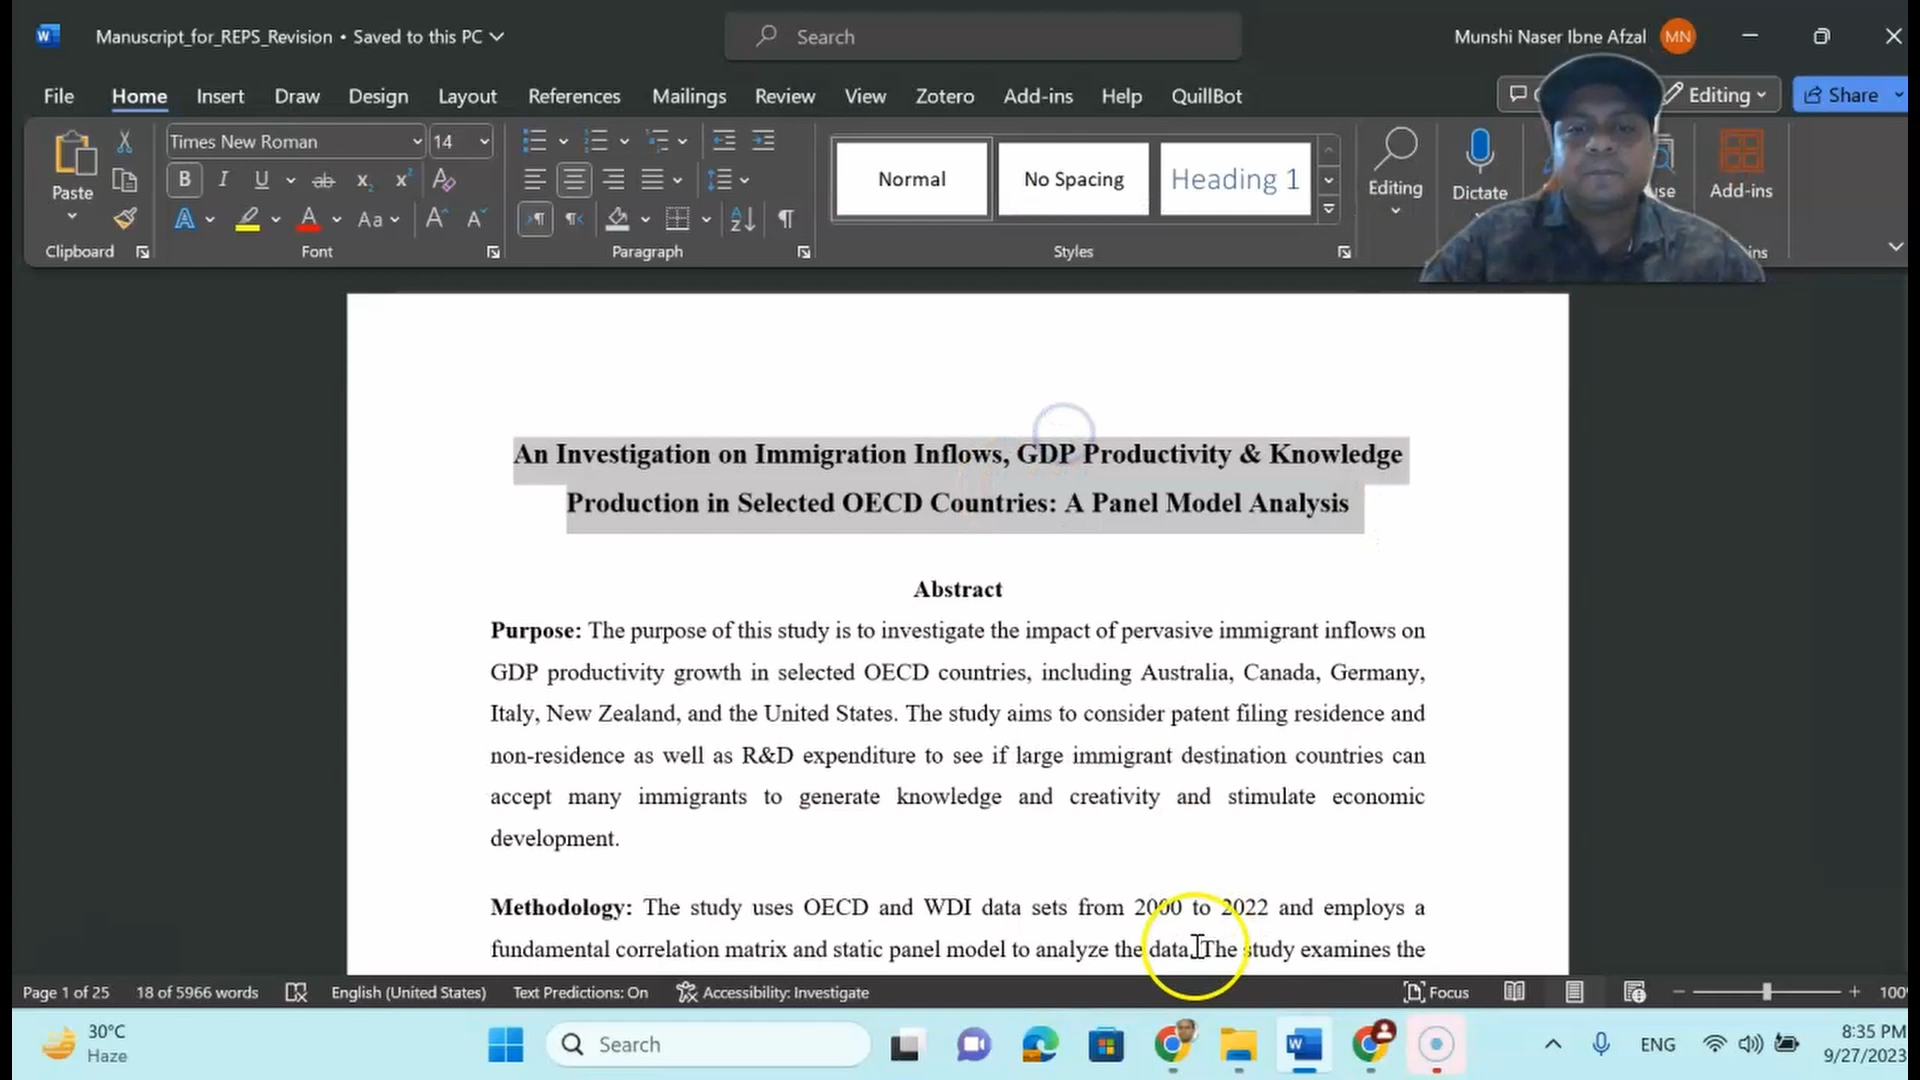 Manuscript_for_REPS_Revision • Saved to this PC
Search
Munshi Naser Ibne Afzal
MN
File Home Insert Draw Design Layout References Mailings Review View Zotero Add-ins Help QuillBot
Editing
Share
Paste
Times New Roman
14
Normal
No Spacing
Heading 1
Editing
Dictate
Add-ins
Clipboard
Font
Paragraph
Styles
An Investigation on Immigration Inflows, GDP Productivity & Knowledge
Production in Selected OECD Countries: A Panel Model Analysis
Abstract
Purpose: The purpose of this study is to investigate the impact of pervasive immigrant inflows on
GDP productivity growth in selected OECD countries, including Australia, Canada, Germany,
Italy, New Zealand, and the United States. The study aims to consider patent filing residence and
non-residence as well as R&D expenditure to see if large immigrant destination countries can
accept many immigrants to generate knowledge and creativity and stimulate economic
development.
Methodology: The study uses OECD and WDI data sets from 2000 to 2022 and employs a
fundamental correlation matrix and static panel model to analyze the data. The study examines the
Page 1 of 25 18 of 5966 words English (United States) Text Predictions: On Accessibility: Investigate Focus 100%
30°C
Haze
Search
ENG
8:35 PM
9/27/2023